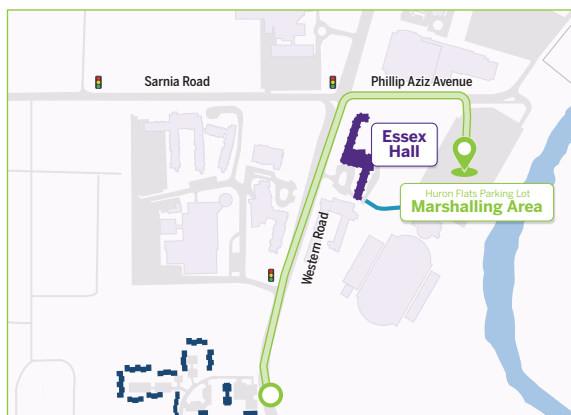 Sarnia Road
Phillip Aziz Avenue
Essex
Hall
Huron Flats Parking Lot
Marshalling Area
Western Road